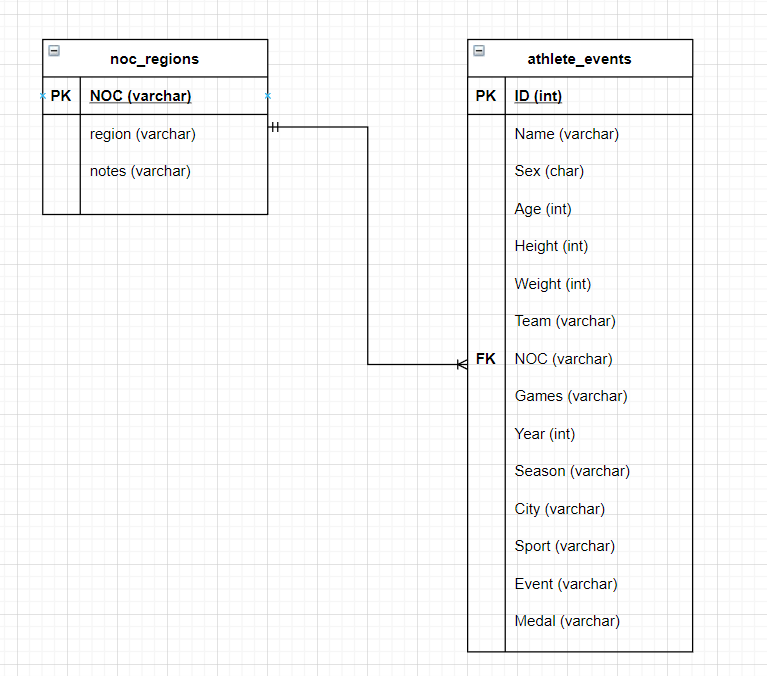 noc_regions
PK NOC (varchar)
region (varchar)
notes (varchar)
athlete_events
PK ID (int)
Name (varchar)
Sex (char)
Age (int)
Height (int)
Weight (int)
Team (varchar)
FK NOC (varchar)
Games (varchar)
Year (int)
Season (varchar)
City (varchar)
Sport (varchar)
Event (varchar)
Medal (varchar)